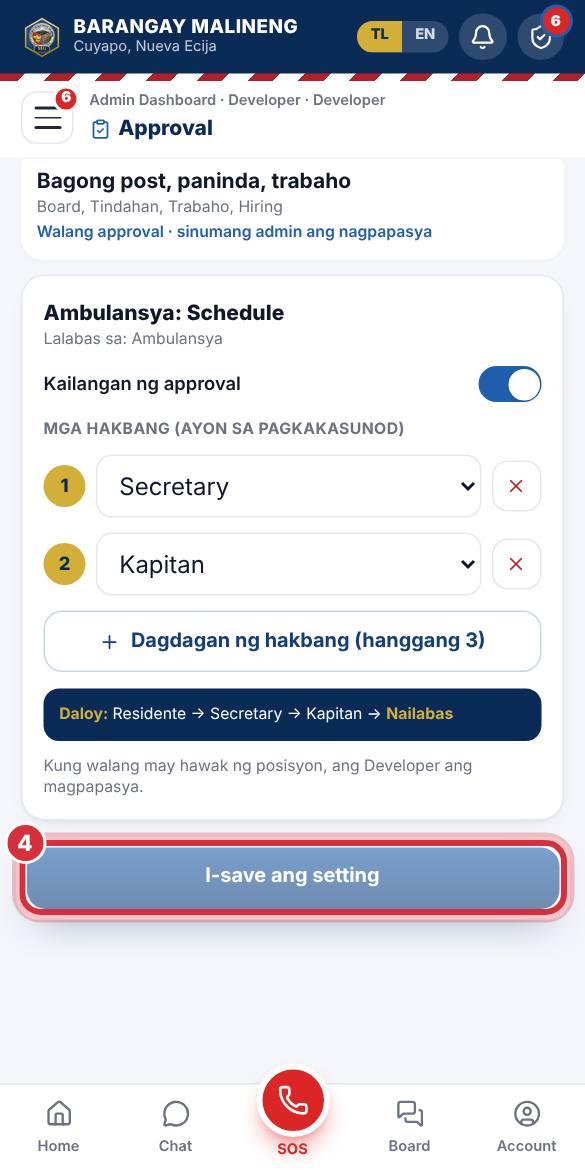 BARANGAY MALINENG
Cuyapo, Nueva Ecija
TL EN
6
6
Admin Dashboard · Developer · Developer
Approval
Bagong post, paninda, trabaho
Board, Tindahan, Trabaho, Hiring
Walang approval · sinumang admin ang nagpapasya
Ambulansya: Schedule
Lalabas sa: Ambulansya
Kailangan ng approval
MGA HAKBANG (AYON SA PAGKAKASUNOD)
1 Secretary
2 Kapitan
+ Dagdagan ng hakbang (hanggang 3)
Daloy: Residente → Secretary → Kapitan → Nailabas
Kung walang may hawak ng posisyon, ang Developer ang
magpapasya.
4
I-save ang setting
Home Chat SOS Board Account